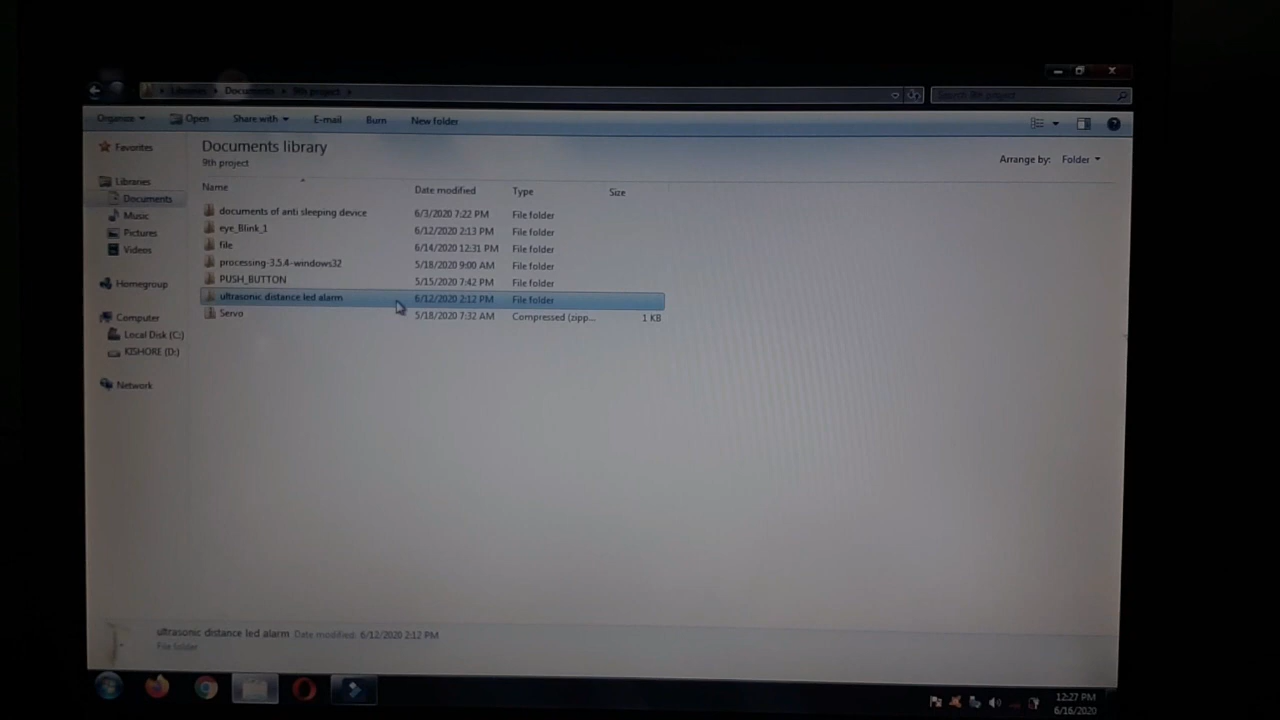 Libraries Documents 9th project
Search 9th project
Organize Open Share with E-mail Burn New folder
Documents library
9th project
Arrange by: Folder
Name Date modified Type Size
Favorites
Libraries
Documents
Music
Pictures
Videos
Homegroup
Computer
Local Disk (C:)
KISHORE (D:)
Network
documents of anti sleeping device 6/3/2020 7:22 PM File folder
eye_Blink_1 6/12/2020 2:13 PM File folder
file 6/14/2020 12:31 PM File folder
processing-3.5.4-windows32 5/18/2020 9:00 AM File folder
PUSH_BUTTON 5/15/2020 7:42 PM File folder
ultrasonic distance led alarm 6/12/2020 2:12 PM File folder
Servo 5/18/2020 7:32 AM Compressed (zipp... 1 KB
ultrasonic distance led alarm Date modified: 6/12/2020 2:12 PM
File folder
12:27 PM
6/16/2020